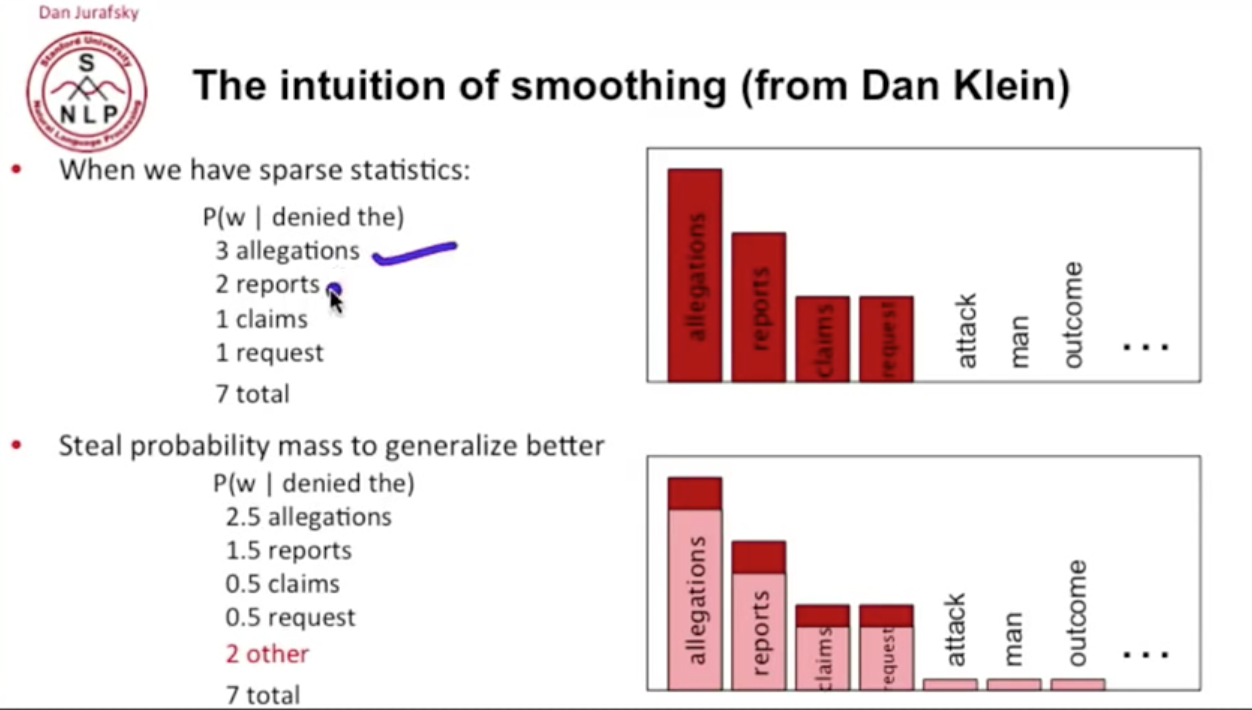 Dan Jurafsky
Stanford University
S
NLP
Natural Language Processing
The intuition of smoothing (from Dan Klein)
• When we have sparse statistics:
P(w | denied the)
3 allegations
2 reports
1 claims
1 request
7 total
allegations
reports
claims
request
attack
man
outcome
...
• Steal probability mass to generalize better
P(w | denied the)
2.5 allegations
1.5 reports
0.5 claims
0.5 request
2 other
7 total
allegations
reports
claims
request
attack
man
outcome
...